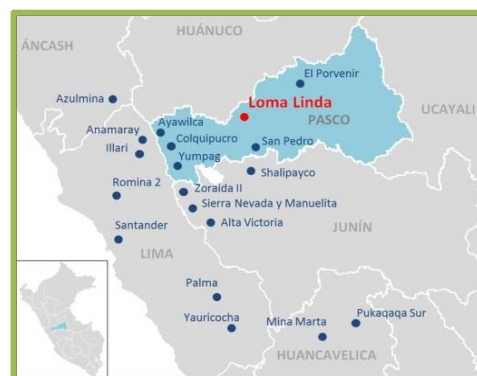 HUÁNUCO
ÁNCASH
El Porvenir
Azulmina
Loma Linda
PASCO
UCAYALI
Ayawilca
Anamaray
Colquipucro
Illari
San Pedro
Yumpag
Shalipayco
Zoraida II
Romina 2
Sierra Nevada y Manuelita
Alta Victoria
JUNÍN
Santander
LIMA
Palma
Pukaqaqa Sur
Yauricocha
Mina Marta
HUANCAVELICA